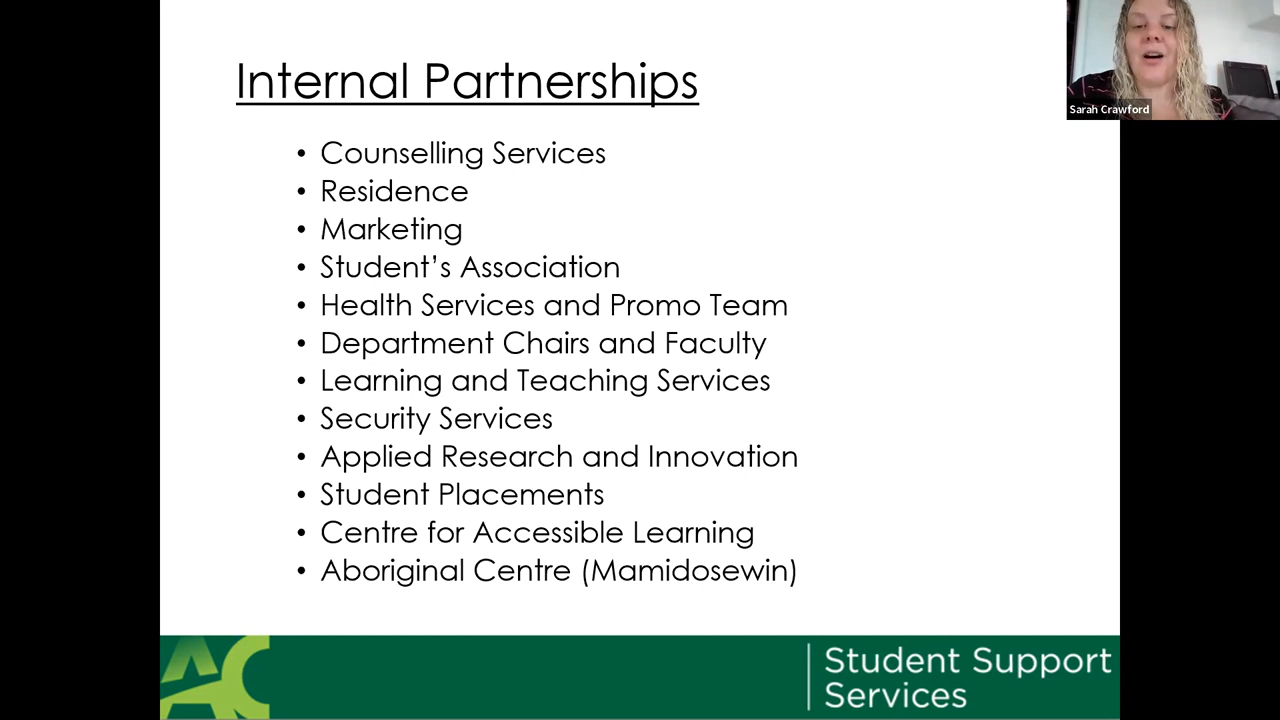 Internal Partnerships
• Counselling Services
• Residence
• Marketing
• Student’s Association
• Health Services and Promo Team
• Department Chairs and Faculty
• Learning and Teaching Services
• Security Services
• Applied Research and Innovation
• Student Placements
• Centre for Accessible Learning
• Aboriginal Centre (Mamidosewin)
Sarah Crawford
AC
Student Support
Services